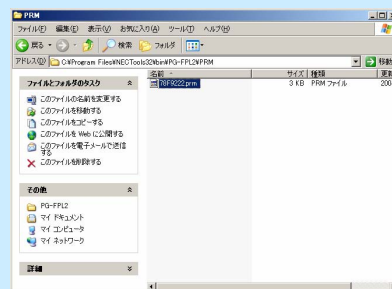 PRM
ファイル(F) 編集(E) 表示(V) お気に入り(A) ツール(T) ヘルプ(H)
戻る 検索 フォルダ
アドレス(D) C:¥Program Files¥NECTools32¥bin¥PG-FPL2¥PRM 移動
ファイルとフォルダのタスク
このファイルの名前を変更する
このファイルを移動する
このファイルをコピーする
このファイルを Web に公開する
このファイルを電子メールで送信する
このファイルを削除する
その他
PG-FPL2
マイ ドキュメント
マイ コンピュータ
マイ ネットワーク
詳細
名前 サイズ 種類 更新
78F9222.prm 3 KB PRM ファイル 200